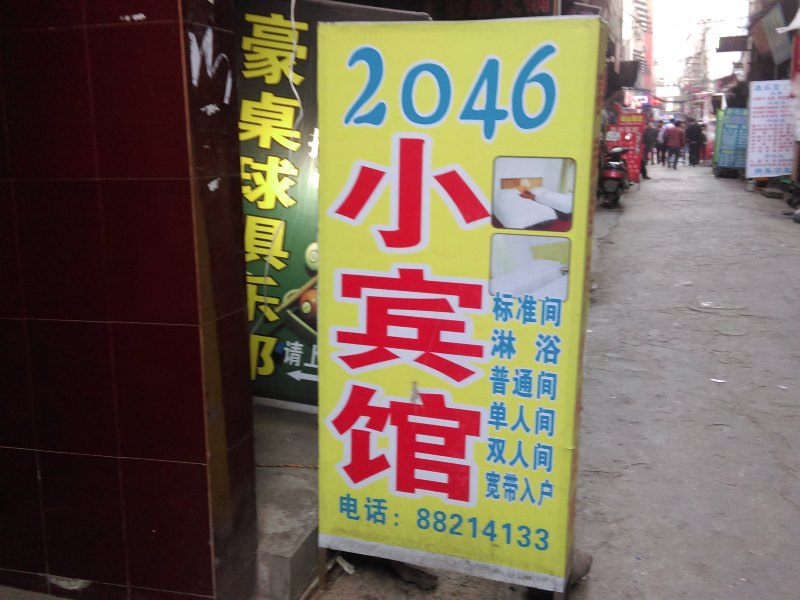 2046
小宾馆
标准间
淋 浴
普通间
单人间
双人间
宽带入户
电话：88214133
豪桌球俱乐部
请上